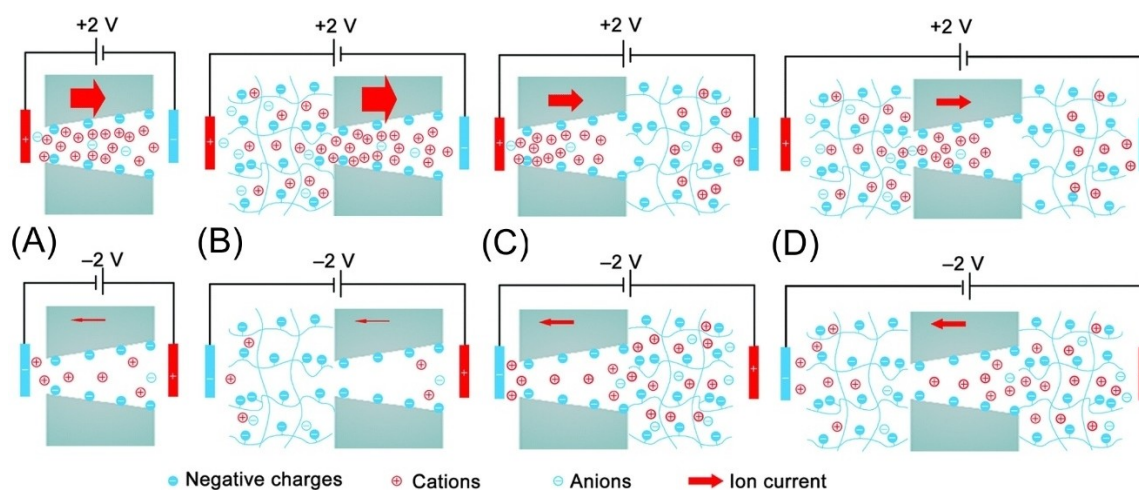 +2 V +2 V +2 V +2 V
(A) (B) (C) (D)
–2 V –2 V –2 V –2 V
Negative charges Cations Anions Ion current